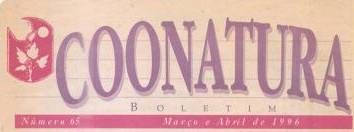 COONATURA
BOLETIM
Número 65 Março e Abril de 1996